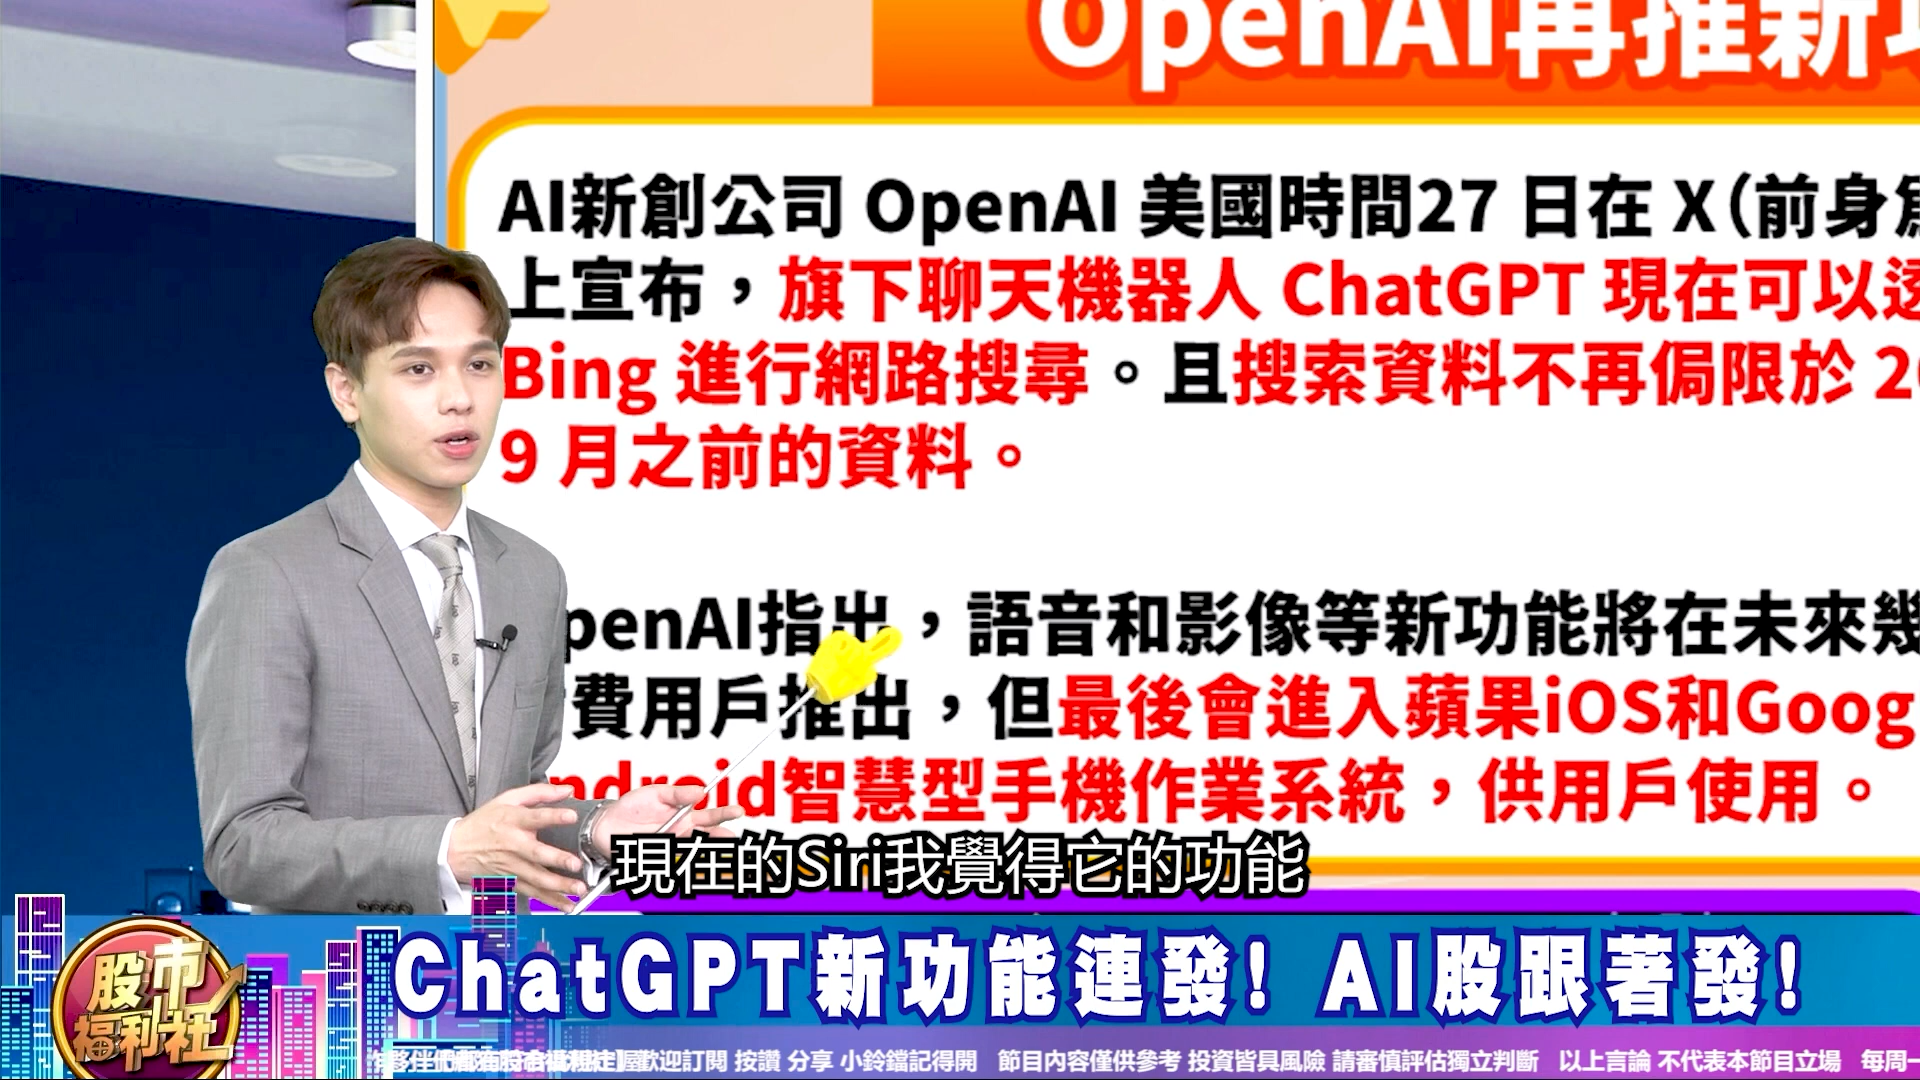 OpenAI再推新功
AI新創公司 OpenAI 美國時間27 日在 X(前身為
上宣布，旗下聊天機器人 ChatGPT 現在可以透
Bing 進行網路搜尋。且搜索資料不再侷限於 20
9 月之前的資料。
penAI指出，語音和影像等新功能將在未來幾
費用戶推出，但最後會進入蘋果iOS和Goog
ndroid智慧型手機作業系統，供用戶使用。
現在的Siri我覺得它的功能
ChatGPT新功能連發! AI股跟著發!
股市福利社
歡迎訂閱 按讚 分享 小鈴鐺記得開 節目內容僅供參考 投資皆具風險 請審慎評估獨立判斷 以上言論 不代表本節目立場 每周一